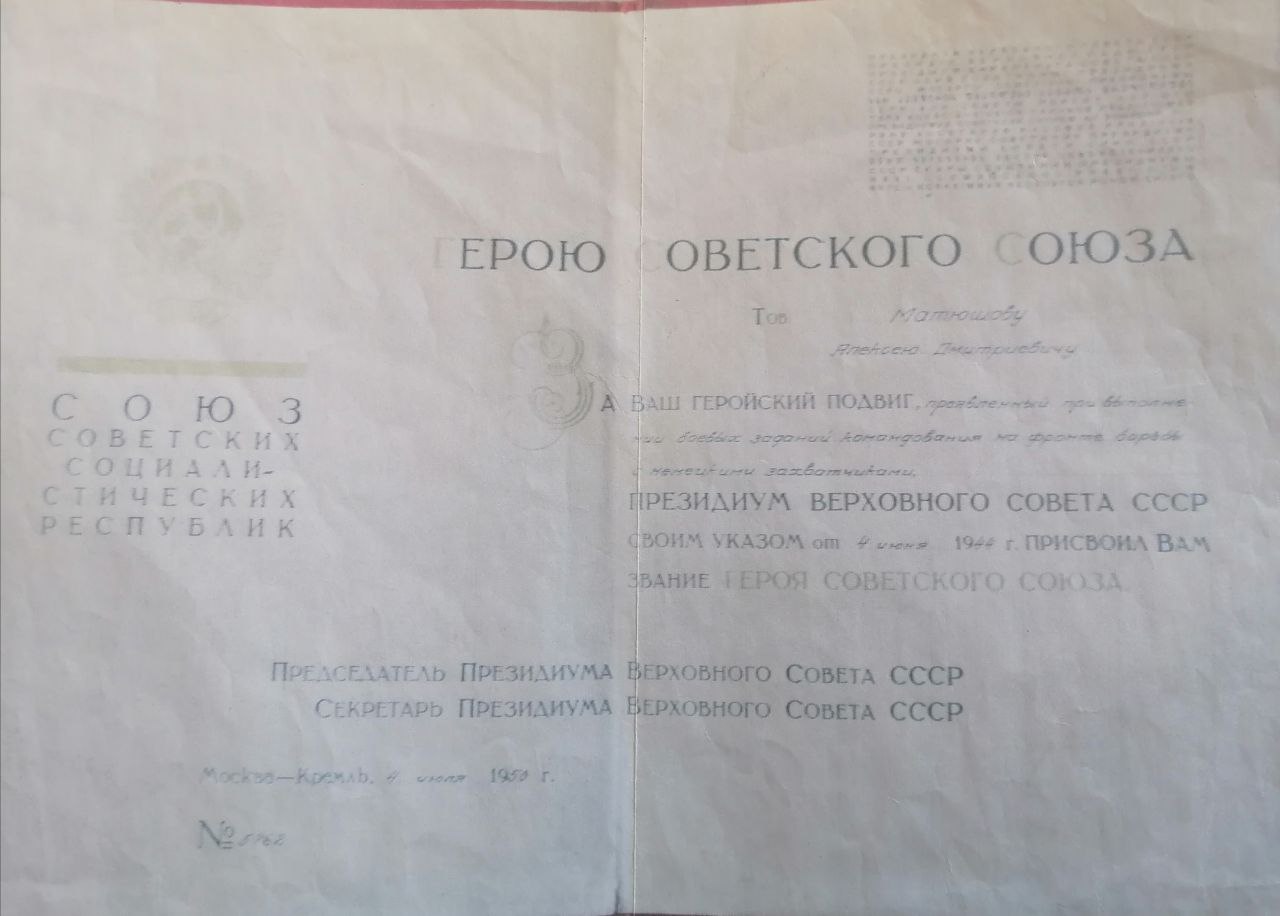 СОЮЗ
СОВЕТСКИХ
СОЦИАЛИ-
СТИЧЕСКИХ
РЕСПУБЛИК
ГЕРОЮ СОВЕТСКОГО СОЮЗА
Тов. Матюшову
Алексею Дмитриевичу
ЗА ВАШ ГЕРОЙСКИЙ ПОДВИГ, проявленный при выполне-
нии боевых заданий командования на фронте борьбы
с немецкими захватчиками,
ПРЕЗИДИУМ ВЕРХОВНОГО СОВЕТА СССР
СВОИМ УКАЗОМ от 4 июня 1944 г. ПРИСВОИЛ ВАМ
ЗВАНИЕ ГЕРОЯ СОВЕТСКОГО СОЮЗА.
ПРЕДСЕДАТЕЛЬ ПРЕЗИДИУМА ВЕРХОВНОГО СОВЕТА СССР
СЕКРЕТАРЬ ПРЕЗИДИУМА ВЕРХОВНОГО СОВЕТА СССР
Москва—Кремль, 4 июля г.
№